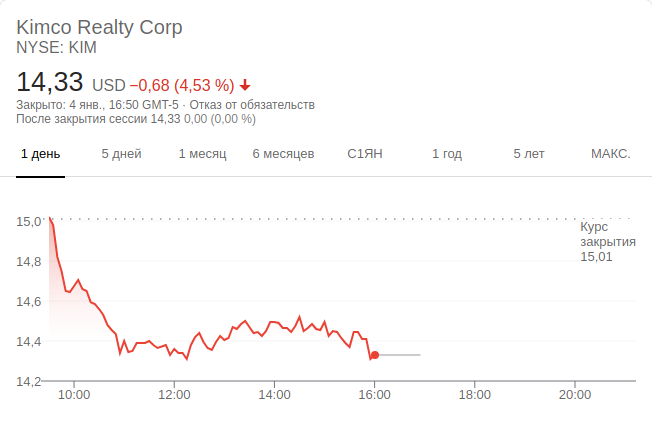 Kimco Realty Corp
NYSE: KIM
14,33 USD −0,68 (4,53 %) ↓
Закрыто: 4 янв., 16:50 GMT-5 · Отказ от обязательств
После закрытия сессии 14,33 0,00 (0,00 %)
1 день 5 дней 1 месяц 6 месяцев С1ЯН 1 год 5 лет МАКС.
15,0
Курс
закрытия
15,01
14,8
14,6
14,4
14,2
10:00 12:00 14:00 16:00 18:00 20:00